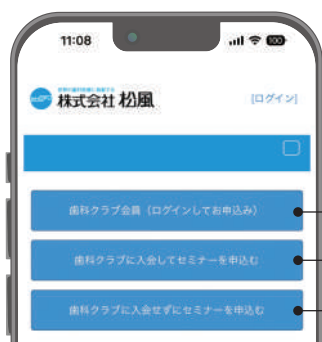 11:08
100
株式会社 松風
[ログイン]
歯科クラブ会員（ログインしてお申込み）
歯科クラブに入会してセミナーを申込む
歯科クラブに入会せずにセミナーを申込む